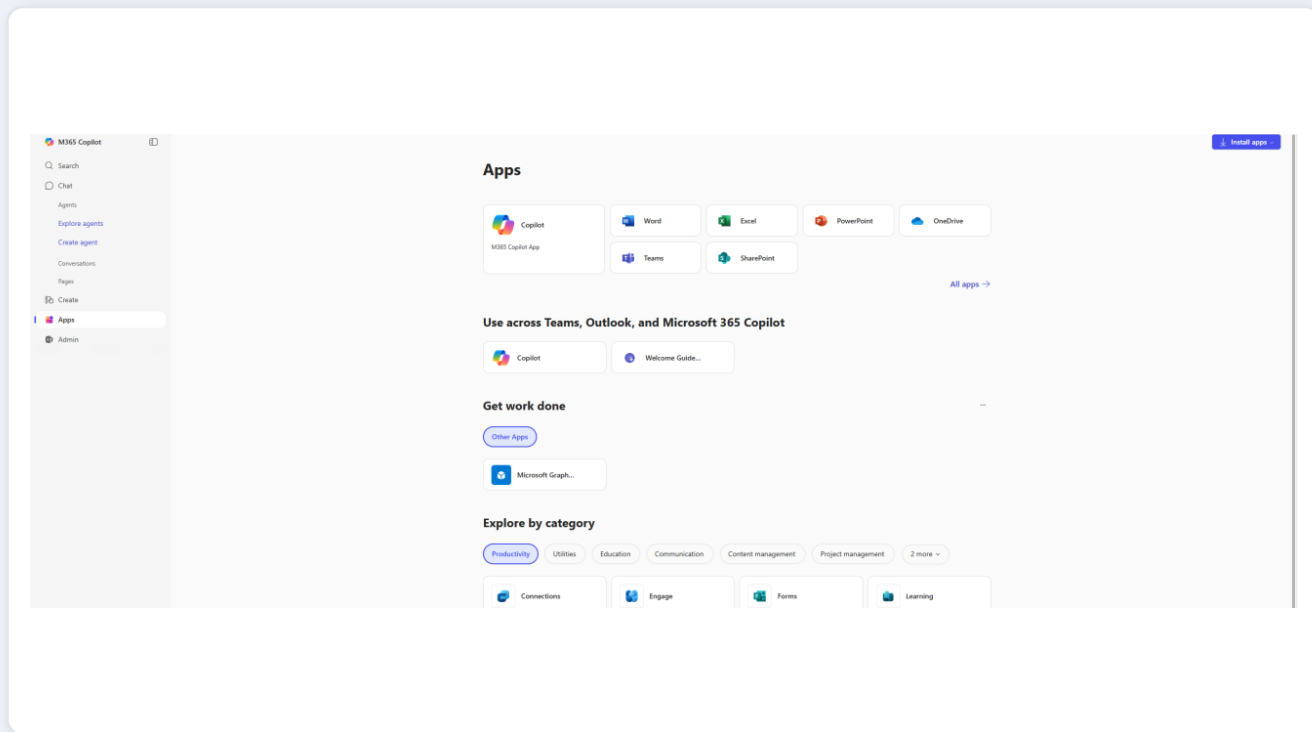 M365 Copilot
Search
Chat
Agents
Explore agents
Create agent
Conversations
Pages
Create
Apps
Admin
Install apps
Apps
Copilot
M365 Copilot App
Word
Excel
PowerPoint
OneDrive
Teams
SharePoint
All apps
Use across Teams, Outlook, and Microsoft 365 Copilot
Copilot
Welcome Guide...
Get work done
Other Apps
Microsoft Graph...
Explore by category
Productivity
Utilities
Education
Communication
Content management
Project management
2 more
Connections
Engage
Forms
Learning